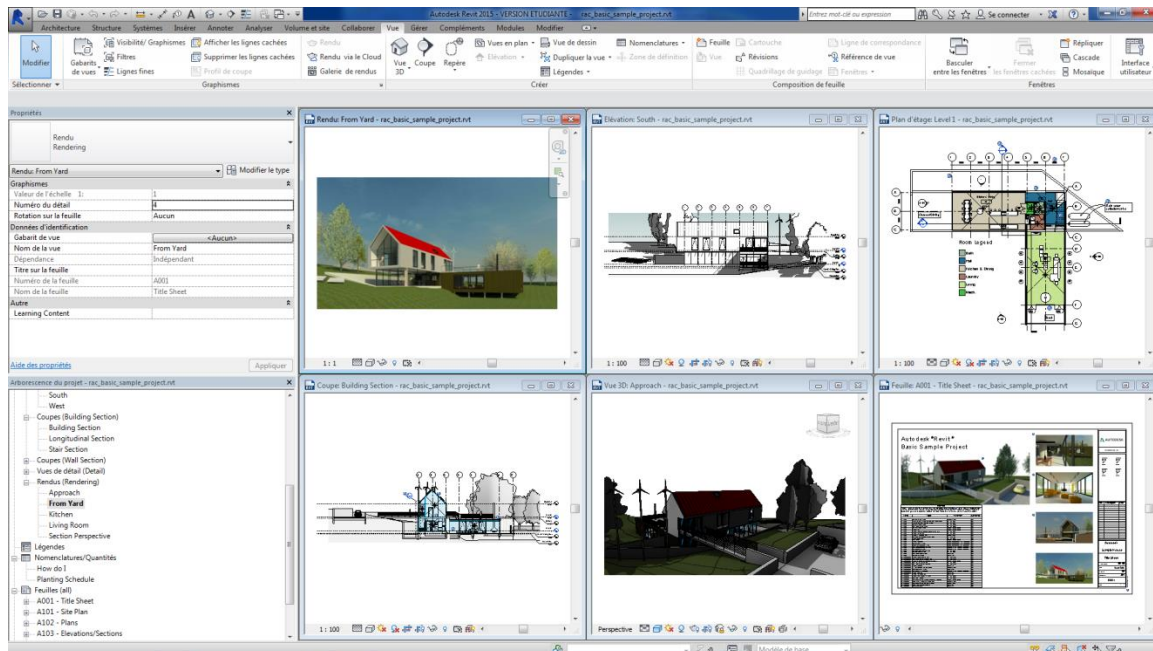 Autodesk Revit 2015 - VERSION ETUDIANTE - rac_basic_sample_project.rvt
Entrez mot-clé ou expression
Se connecter
Architecture Structure Systèmes Insérer Annoter Analyser Volume et site Collaborer Vue Gérer Compléments Modules Modifier
Modifier
Sélectionner
Gabarits de vues
Visibilité/ Graphismes
Filtres
Lignes fines
Afficher les lignes cachées
Supprimer les lignes cachées
Profil de coupe
Graphismes
Rendu
Rendu via le Cloud
Galerie de rendus
Vue 3D
Coupe
Repère
Vues en plan
Élévation
Vue de dessin
Dupliquer la vue
Légendes
Nomenclatures
Zone de définition
Créer
Feuille
Vue
Cartouche
Révisions
Quadrillage de guidage
Ligne de correspondance
Référence de vue
Fenêtres
Composition de feuille
Basculer entre les fenêtres
Fermer les fenêtres cachées
Répliquer
Cascade
Mosaïque
Interface utilisateur
Fenêtres
Propriétés
Rendu
Rendering
Rendu: From Yard
Modifier le type
Graphismes
Valeur de l'échelle 1: 1
Numéro du détail 4
Rotation sur la feuille Aucun
Données d'identification
Gabarit de vue <Aucun>
Nom de la vue From Yard
Dépendance Indépendant
Titre sur la feuille
Numéro de la feuille A001
Nom de la feuille Title Sheet
Autre
Learning Content
Aide des propriétés
Appliquer
Arborescence du projet - rac_basic_sample_project.rvt
South
West
Coupes (Building Section)
Building Section
Longitudinal Section
Stair Section
Coupes (Wall Section)
Vues de détail (Detail)
Rendus (Rendering)
Approach
From Yard
Kitchen
Living Room
Section Perspective
Légendes
Nomenclatures/Quantités
How do I
Planting Schedule
Feuilles (all)
A001 - Title Sheet
A101 - Site Plan
A102 - Plans
A103 - Elevations/Sections
Rendu: From Yard - rac_basic_sample_project.rvt
1 : 1
Élévation: South - rac_basic_sample_project.rvt
1 : 100
Plan d'étage: Level 1 - rac_basic_sample_project.rvt
Room Legend
1 : 100
Coupe: Building Section - rac_basic_sample_project.rvt
1 : 100
Vue 3D: Approach - rac_basic_sample_project.rvt
Perspective
Feuille: A001 - Title Sheet - rac_basic_sample_project.rvt
Autodesk® Revit®
Basic Sample Project
Modèle de base